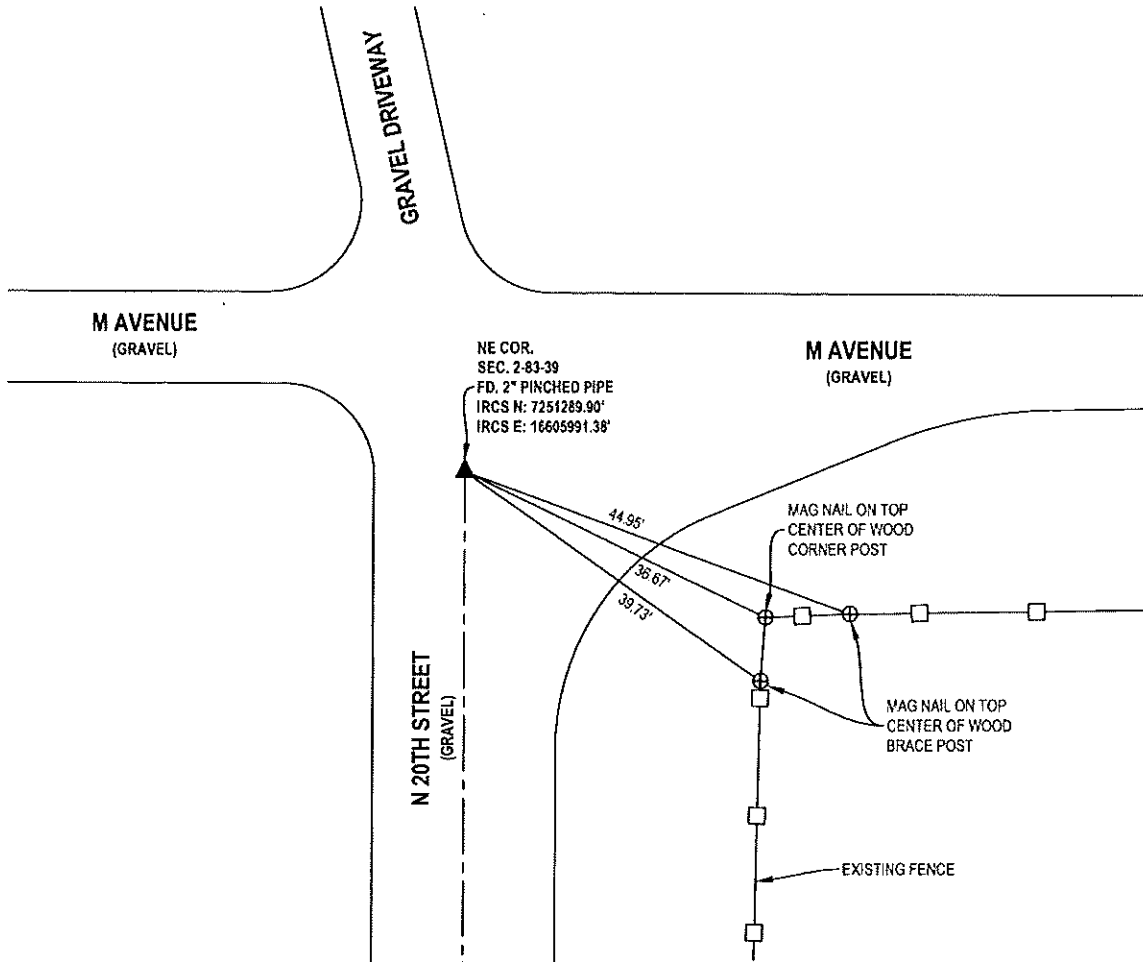 GRAVEL DRIVEWAY
M AVENUE
(GRAVEL)
NE COR.
SEC. 2-83-39
FD. 2" PINCHED PIPE
IRCS N: 7251289.90'
IRCS E: 16605991.38'
M AVENUE
(GRAVEL)
44.95'
36.67'
39.73'
MAG NAIL ON TOP
CENTER OF WOOD
CORNER POST
N 20TH STREET
(GRAVEL)
MAG NAIL ON TOP
CENTER OF WOOD
BRACE POST
EXISTING FENCE